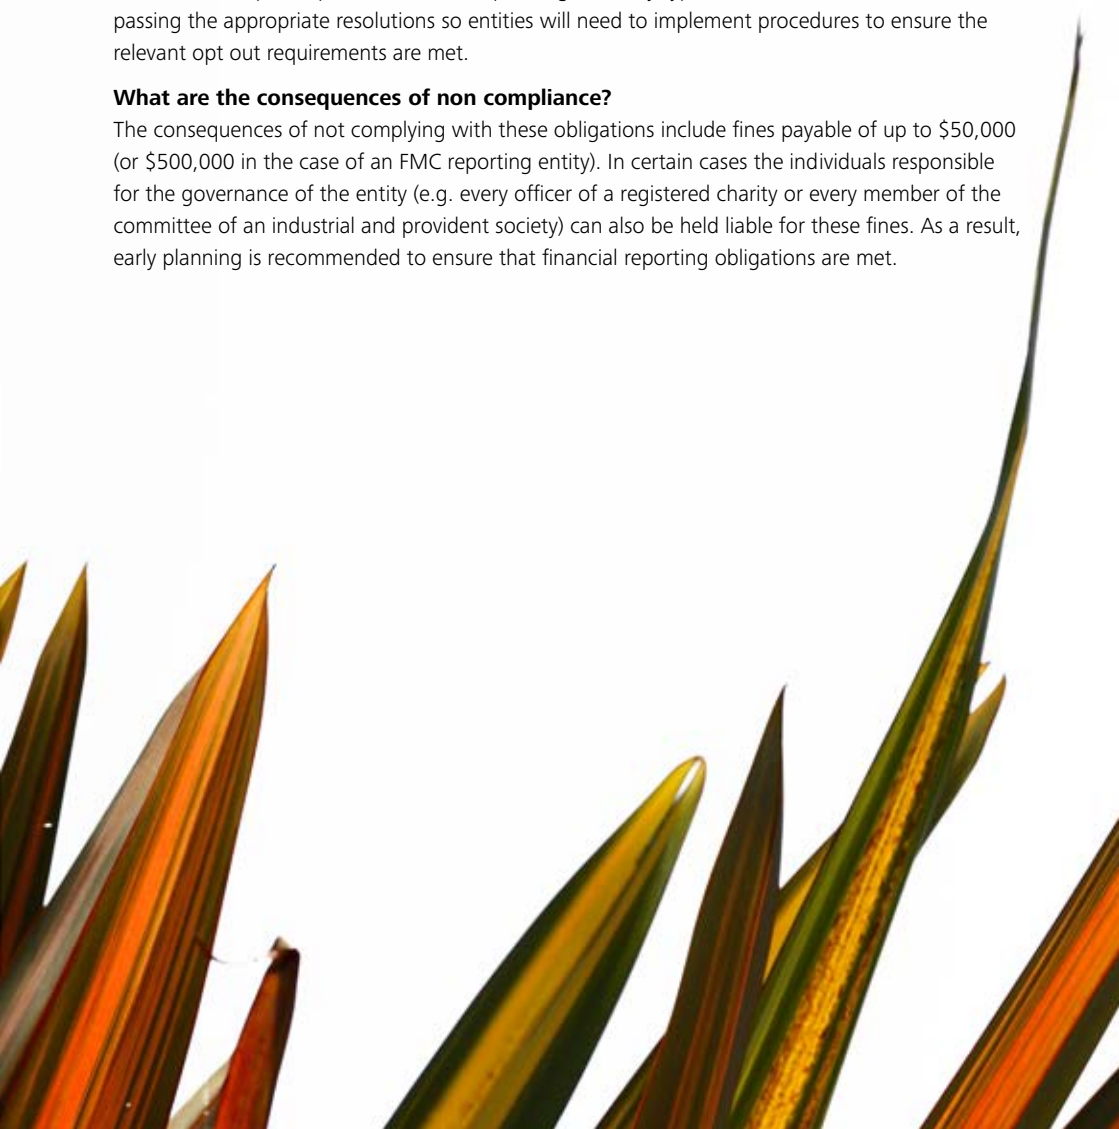 passing the appropriate resolutions so entities will need to implement procedures to ensure the
relevant opt out requirements are met.
What are the consequences of non compliance?
The consequences of not complying with these obligations include fines payable of up to $50,000
(or $500,000 in the case of an FMC reporting entity). In certain cases the individuals responsible
for the governance of the entity (e.g. every officer of a registered charity or every member of the
committee of an industrial and provident society) can also be held liable for these fines. As a result,
early planning is recommended to ensure that financial reporting obligations are met.